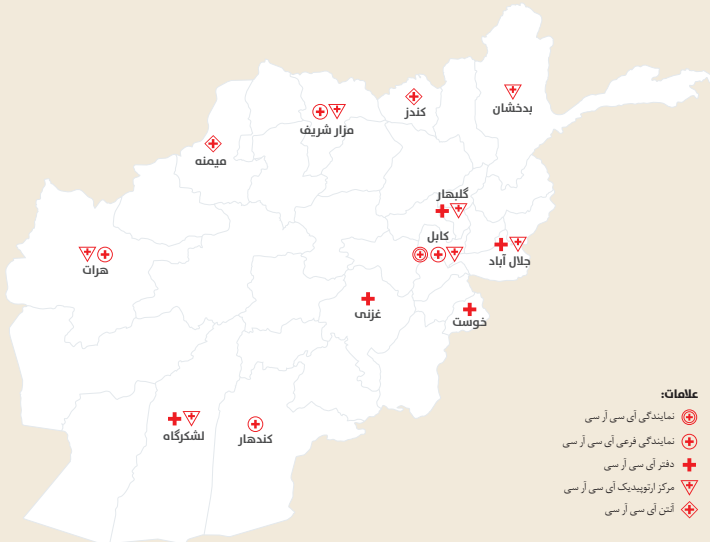 بدخشان
کندز
مزار شریف
میمنه
گلبهار
کابل
جلال آباد
هرات
غزنی
خوست
لشکرگاه
کندهار
علامات:
نمایندگی آی سی آر سی
نمایندگی فرعی آی سی آر سی
دفتر آی سی آر سی
مرکز ارتوپیدیک آی سی آر سی
آنتن آی سی آر سی